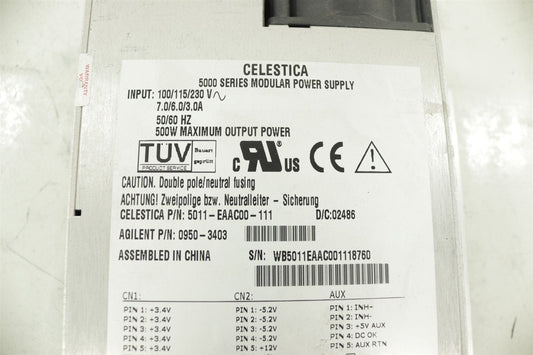 CELESTICA
5000 SERIES MODULAR POWER SUPPLY
INPUT: 100/115/230 V
7.0/6.0/3.0A
50/60 HZ
500W MAXIMUM OUTPUT POWER
TÜV Bauart geprüft
PRODUCT SERVICE
c RU US CE
CAUTION. Double pole/neutral fusing
ACHTUNG! Zweipolige bzw. Neutralleiter - Sicherung
CELESTICA P/N: 5011-EAAC00-111 D/C:02486
AGILENT P/N: 0950-3403
ASSEMBLED IN CHINA S/N: WB5011EAAC001118760
CN1: CN2: AUX
PIN 1: +3.4V PIN 1: -5.2V PIN 1: INH-
PIN 2: +3.4V PIN 2: -5.2V PIN 2: INH-
PIN 3: +3.4V PIN 3: -5.2V PIN 3: +5V AUX
PIN 4: +3.4V PIN 4: -5.2V PIN 4: DC OK
PIN 5: +3.4V PIN 5: +12V PIN 5: AUX RTN